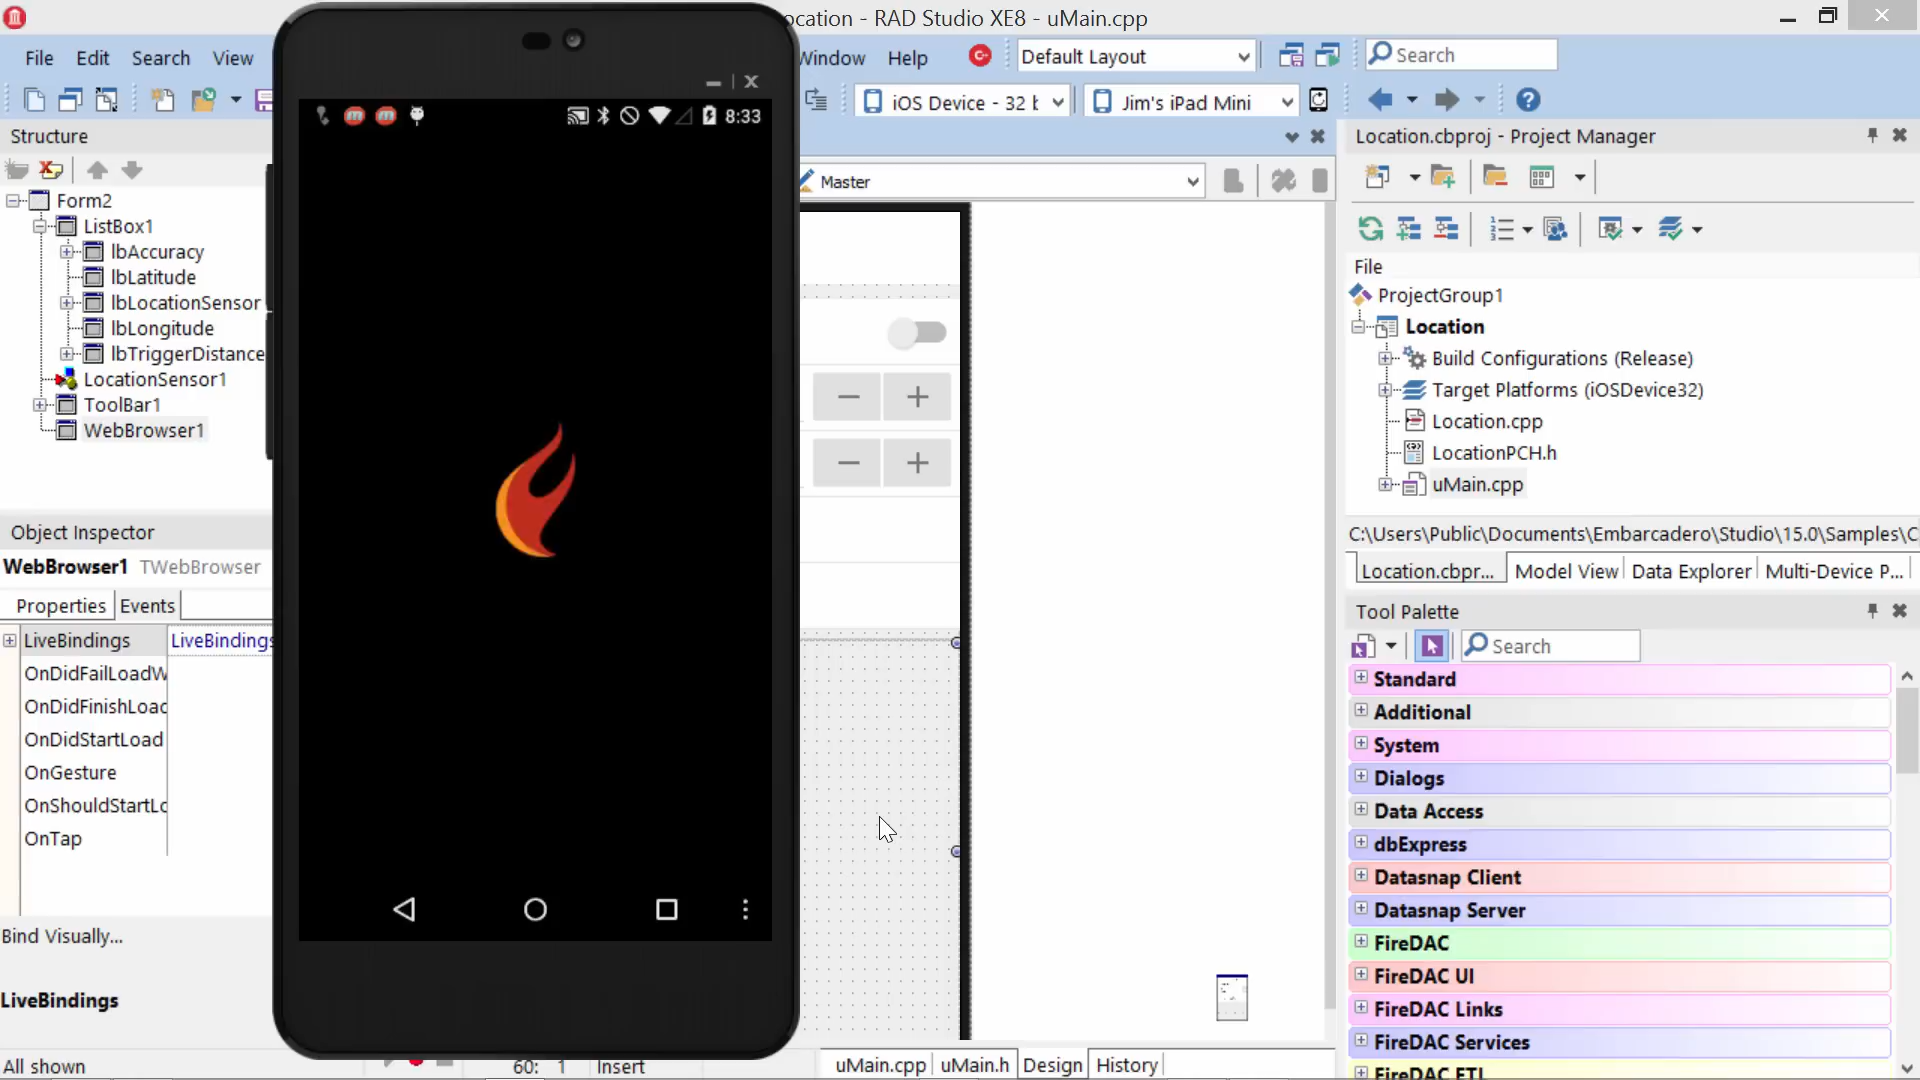 ocation - RAD Studio XE8 - uMain.cpp
File Edit Search View
Window Help
Default Layout
Search
iOS Device - 32 b
Jim's iPad Mini
8:33
Structure
Form2
ListBox1
lbAccuracy
lbLatitude
lbLocationSensor
lbLongitude
lbTriggerDistance
LocationSensor1
ToolBar1
WebBrowser1
Master
Object Inspector
WebBrowser1 TWebBrowser
Properties Events
LiveBindings LiveBindings
OnDidFailLoadW
OnDidFinishLoad
OnDidStartLoad
OnGesture
OnShouldStartLo
OnTap
Bind Visually...
LiveBindings
All shown
60: 1 Insert
uMain.cpp uMain.h Design History
Location.cbproj - Project Manager
File
ProjectGroup1
Location
Build Configurations (Release)
Target Platforms (iOSDevice32)
Location.cpp
LocationPCH.h
uMain.cpp
C:\Users\Public\Documents\Embarcadero\Studio\15.0\Samples\C
Location.cbpr... Model View Data Explorer Multi-Device P...
Tool Palette
Search
Standard
Additional
System
Dialogs
Data Access
dbExpress
Datasnap Client
Datasnap Server
FireDAC
FireDAC UI
FireDAC Links
FireDAC Services
FireDAC ETL